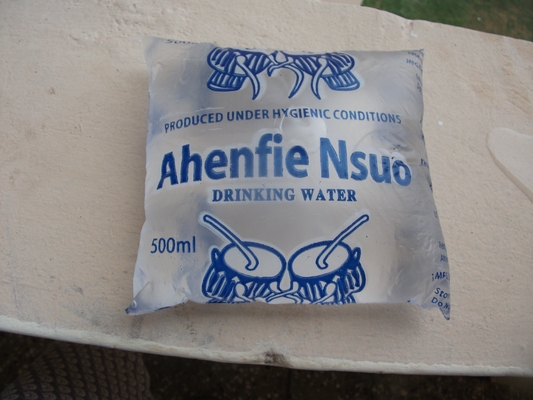 PRODUCED UNDER HYGIENIC CONDITIONS
Ahenfie Nsuo
DRINKING WATER
500ml